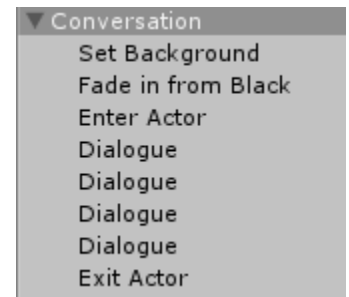 Conversation
Set Background
Fade in from Black
Enter Actor
Dialogue
Dialogue
Dialogue
Dialogue
Exit Actor